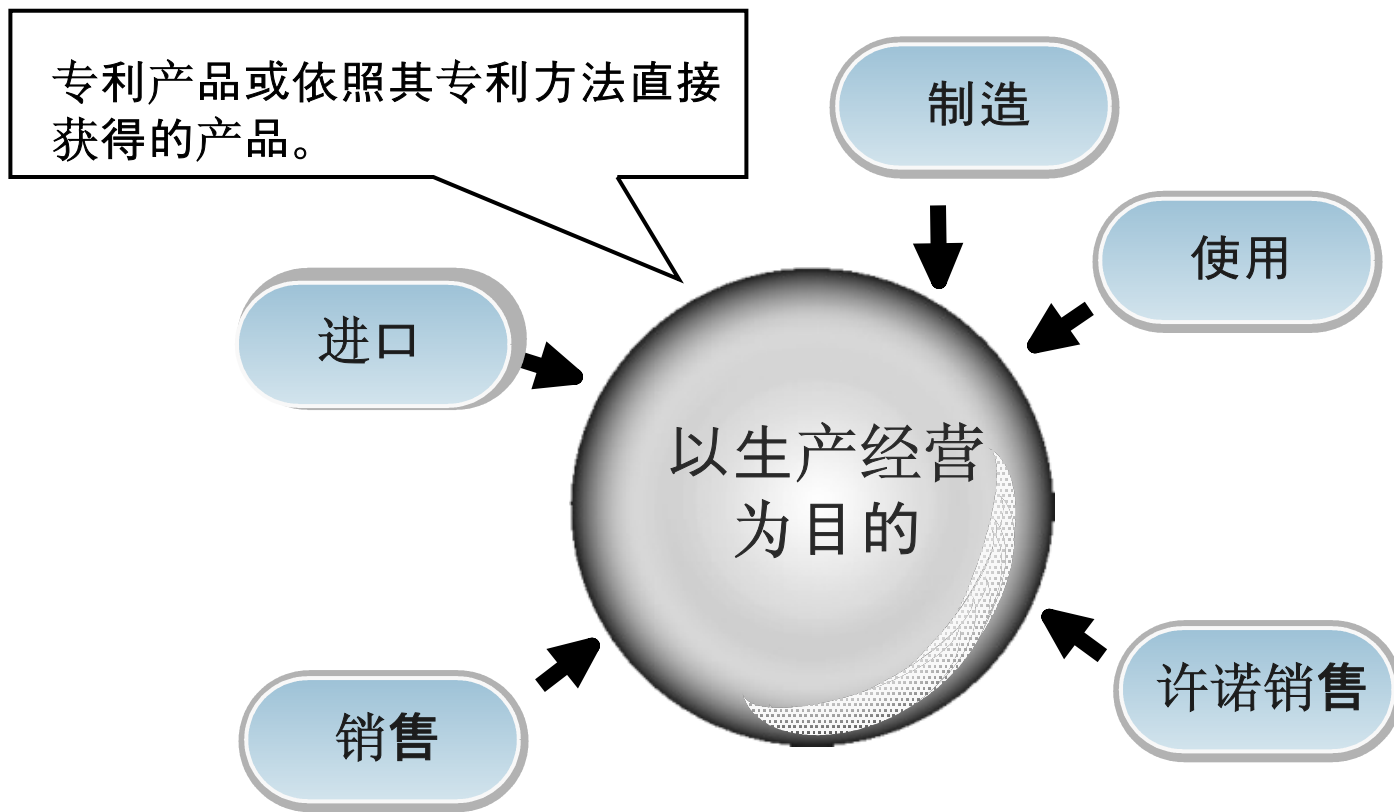 专利产品或依照其专利方法直接
获得的产品。
制造
使用
进口
以生产经营
为目的
许诺销售
销售